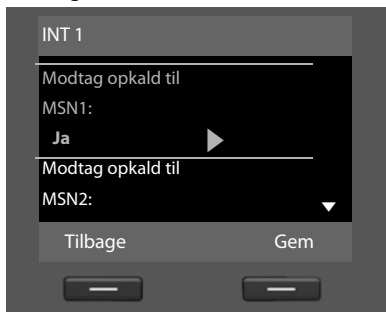 INT 1
Modtag opkald til
MSN1:
Ja
Modtag opkald til
MSN2:
Tilbage Gem